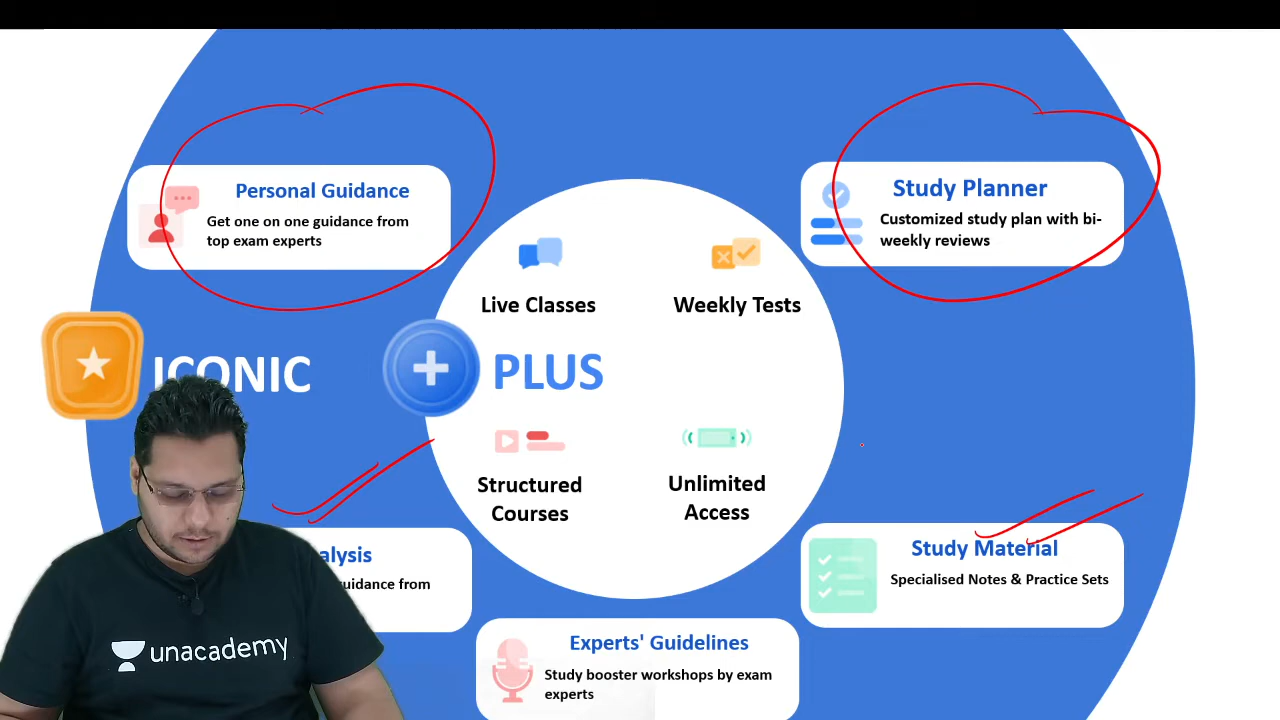 Personal Guidance
Get one on one guidance from
top exam experts
Study Planner
Customized study plan with bi-
weekly reviews
Live Classes
Weekly Tests
ICONIC
PLUS
Structured
Courses
Unlimited
Access
alysis
uidance from
Study Material
Specialised Notes & Practice Sets
unacademy
Experts' Guidelines
Study booster workshops by exam
experts